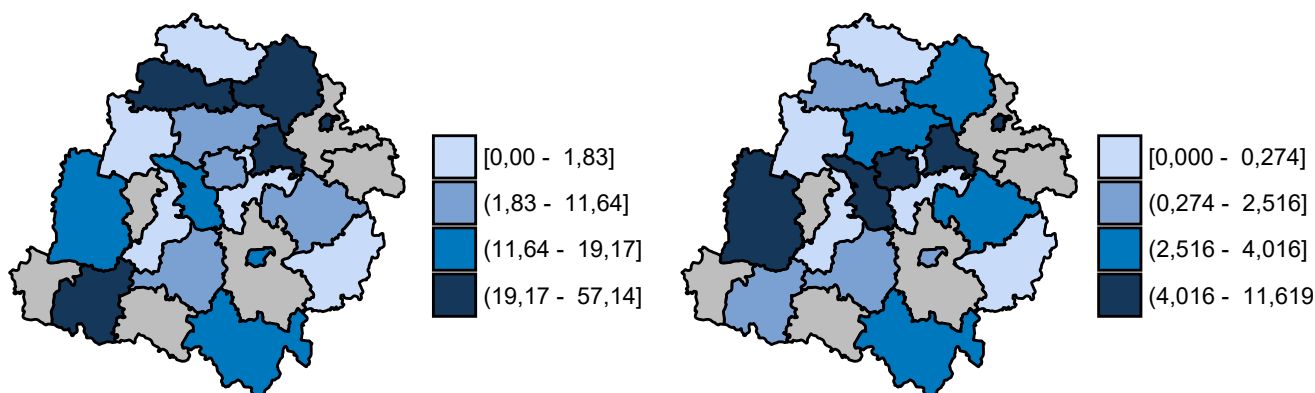 [0,00 - 1,83]
(1,83 - 11,64]
(11,64 - 19,17]
(19,17 - 57,14]
[0,000 - 0,274]
(0,274 - 2,516]
(2,516 - 4,016]
(4,016 - 11,619